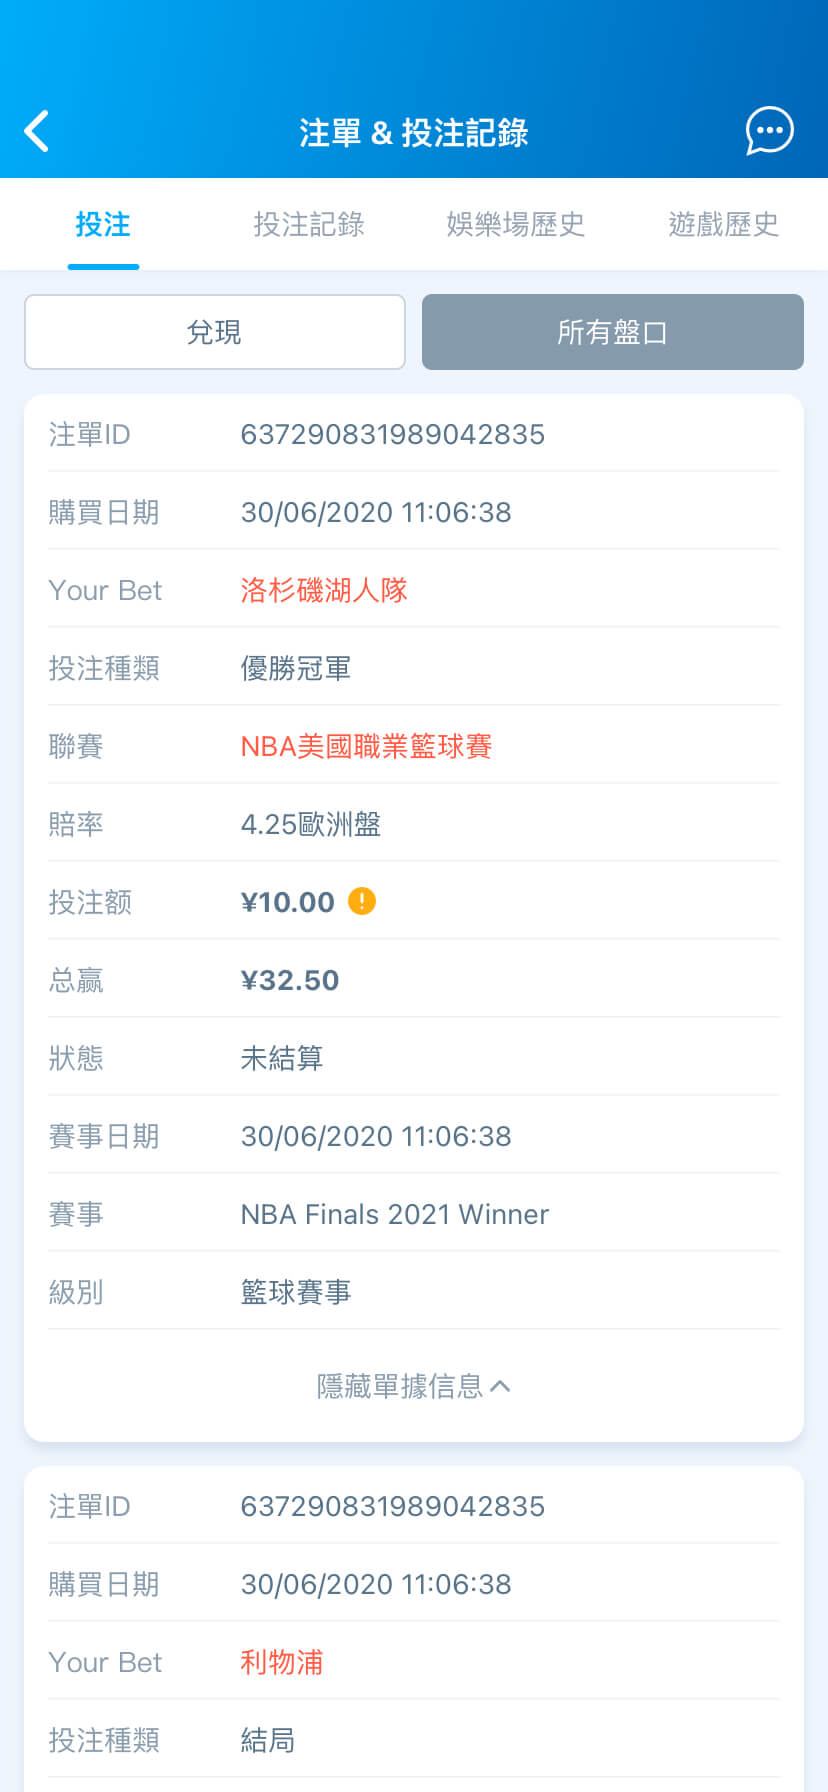 注單 & 投注記錄
投注 投注記錄 娛樂場歷史 遊戲歷史
兌現 所有盤口
注單ID 637290831989042835
購買日期 30/06/2020 11:06:38
Your Bet 洛杉磯湖人隊
投注種類 優勝冠軍
聯賽 NBA美國職業籃球賽
賠率 4.25歐洲盤
投注额 ¥10.00
总赢 ¥32.50
狀態 未結算
賽事日期 30/06/2020 11:06:38
賽事 NBA Finals 2021 Winner
級別 籃球賽事
隱藏單據信息
注單ID 637290831989042835
購買日期 30/06/2020 11:06:38
Your Bet 利物浦
投注種類 結局